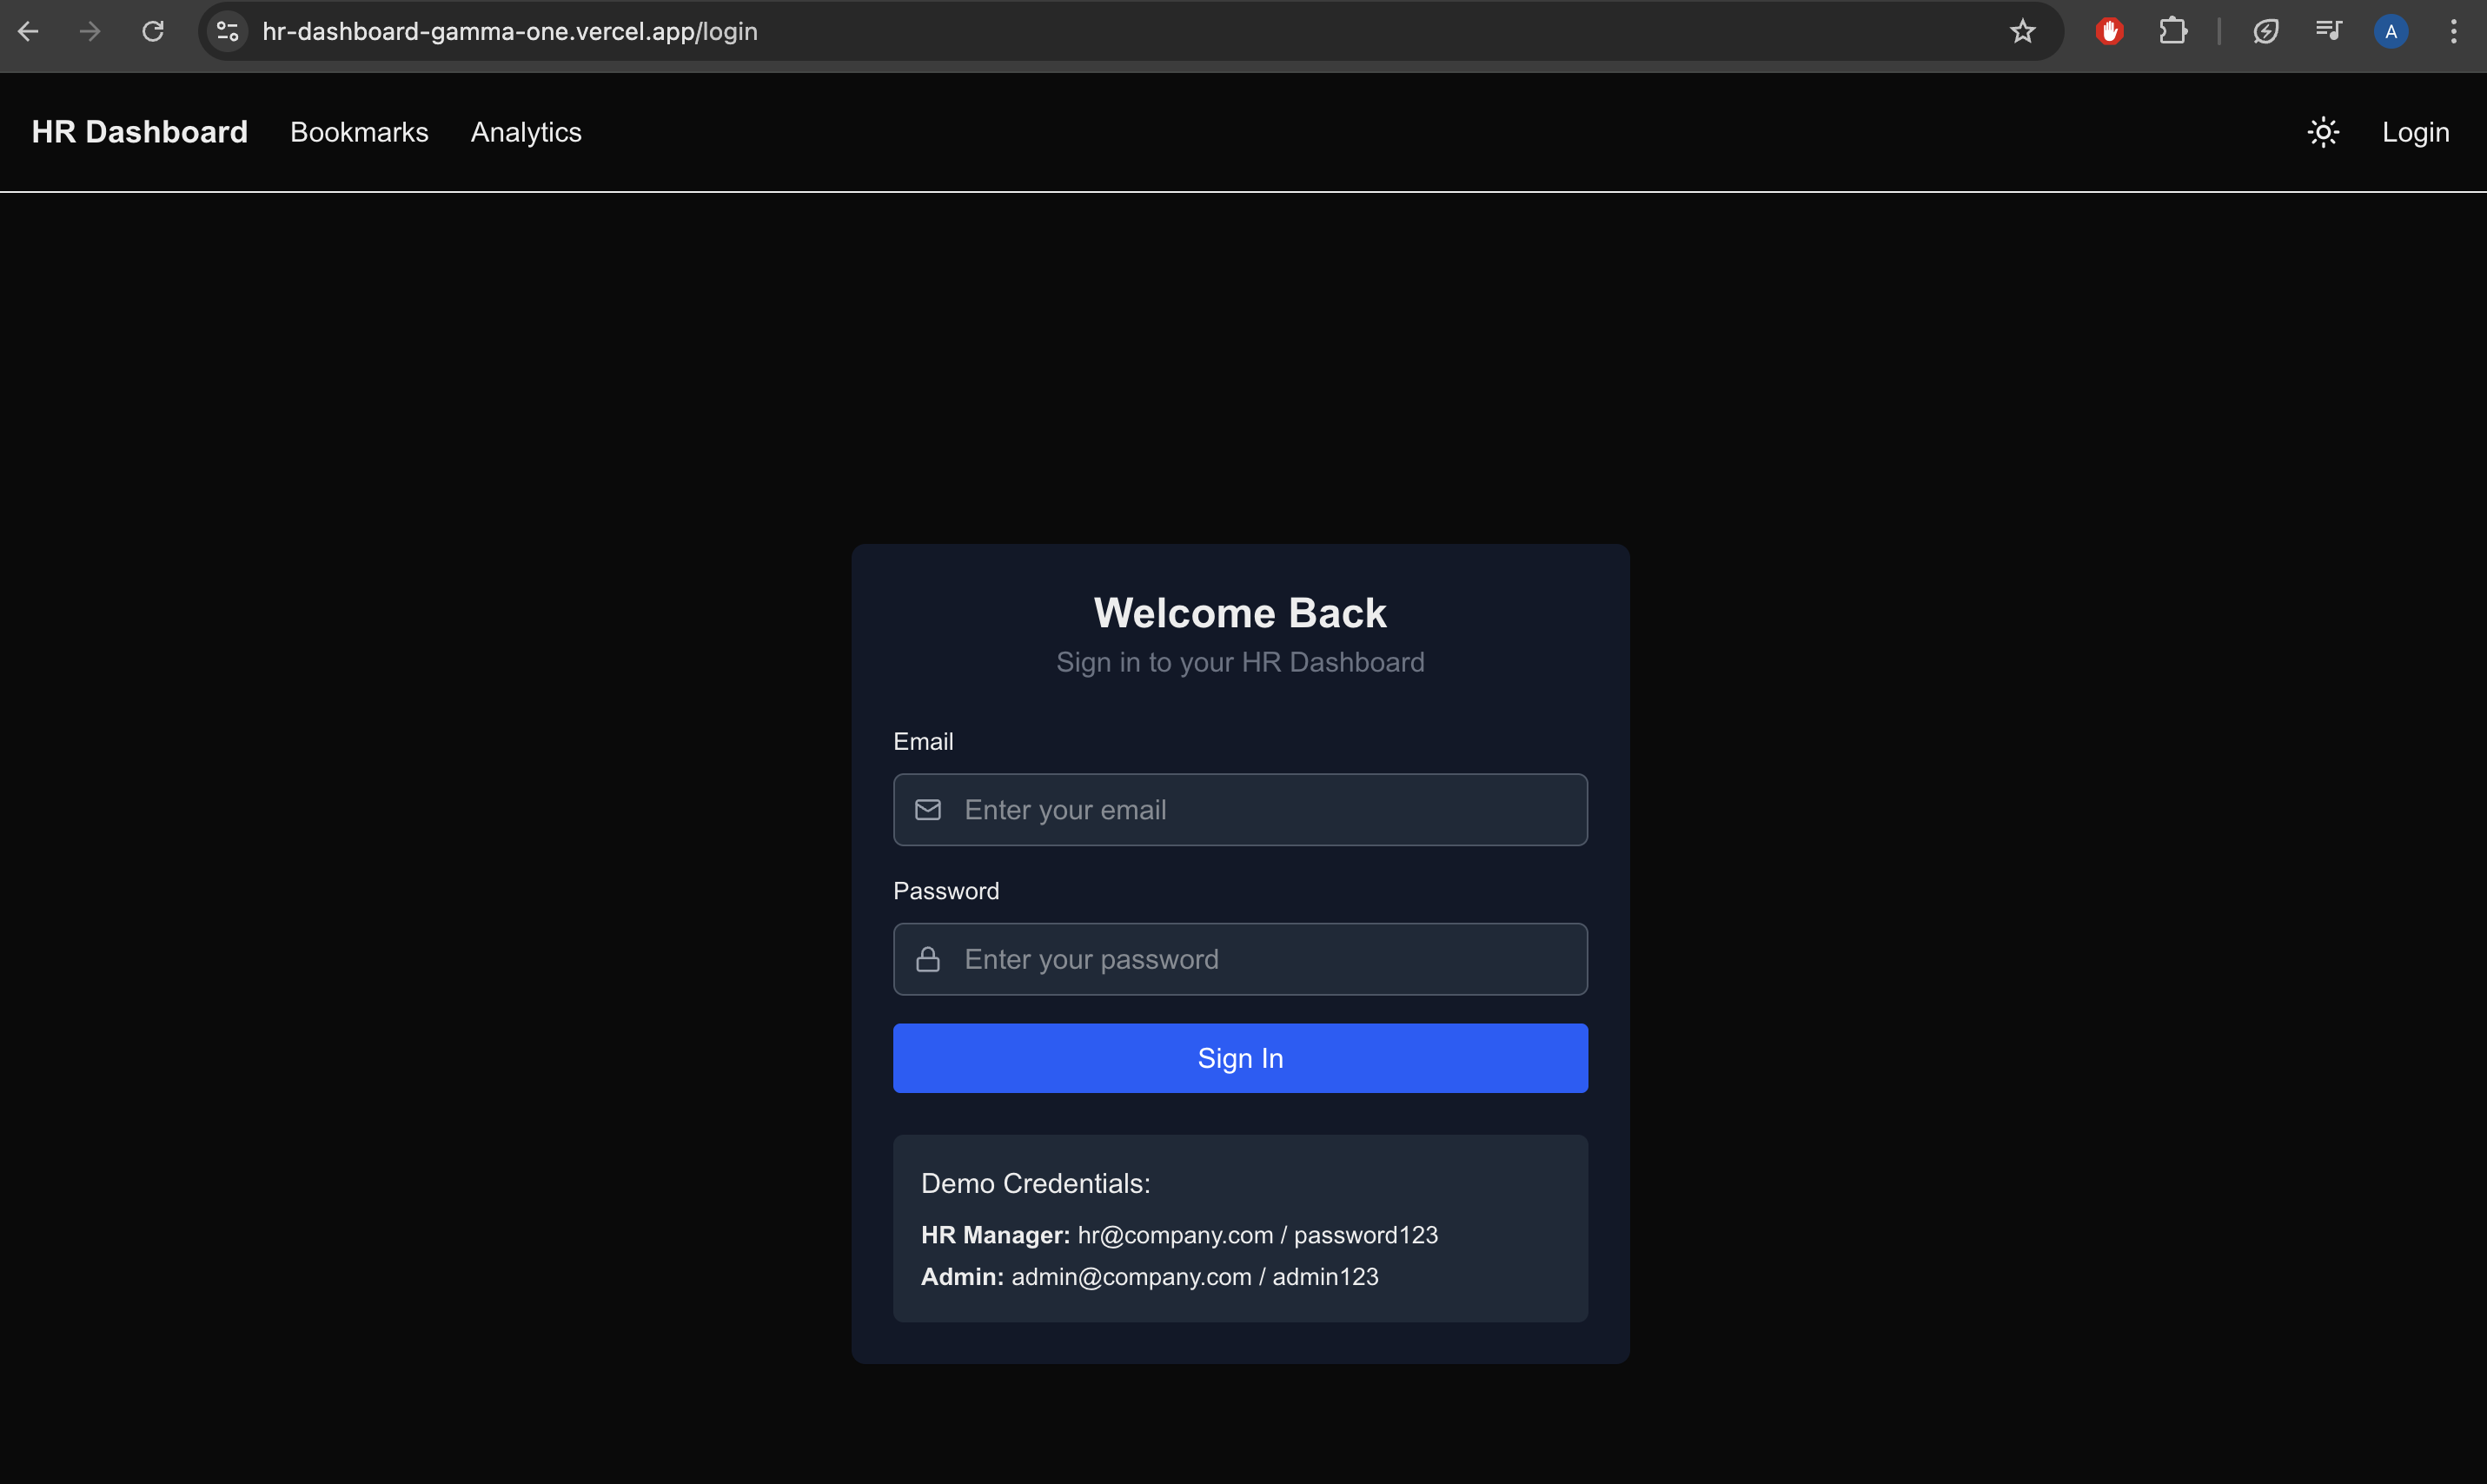 hr-dashboard-gamma-one.vercel.app/login
A
HR Dashboard Bookmarks Analytics Login
Welcome Back
Sign in to your HR Dashboard
Email
Enter your email
Password
Enter your password
Sign In
Demo Credentials:
HR Manager: hr@company.com / password123
Admin: admin@company.com / admin123